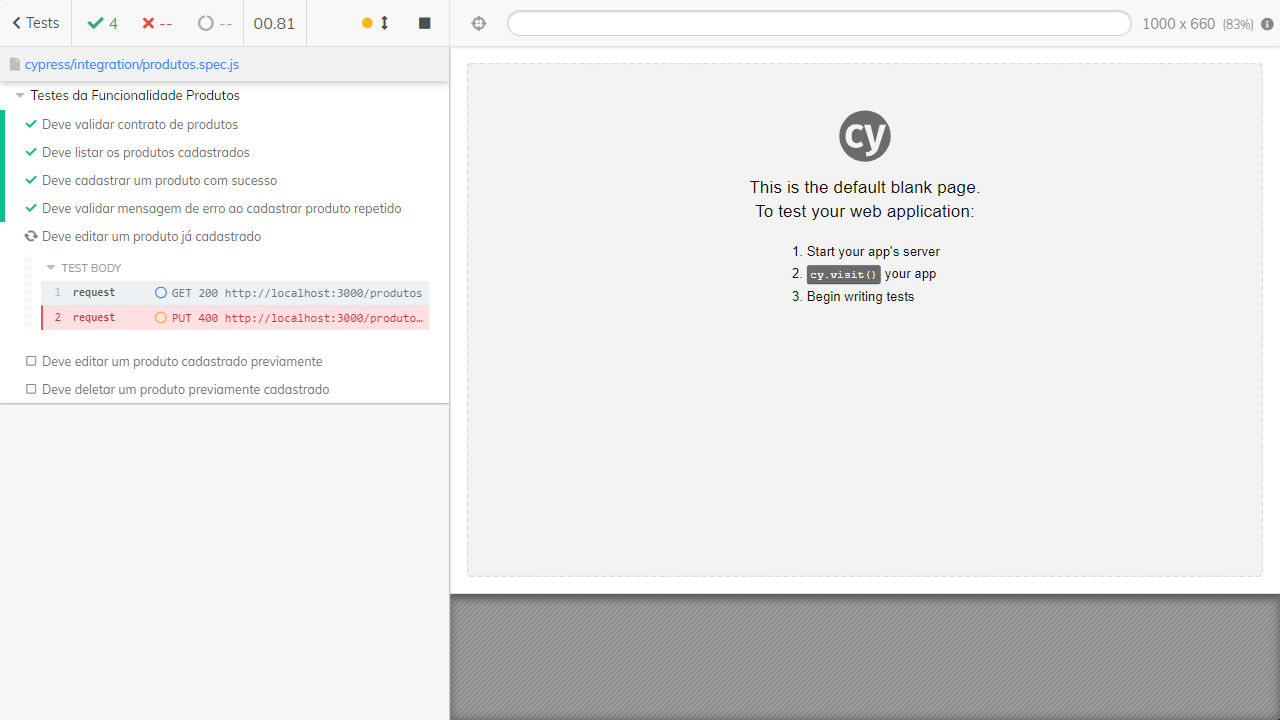 Tests
4
--
--
00.81
1000 x 660 (83%)
cypress/integration/produtos.spec.js
Testes da Funcionalidade Produtos
Deve validar contrato de produtos
Deve listar os produtos cadastrados
Deve cadastrar um produto com sucesso
Deve validar mensagem de erro ao cadastrar produto repetido
Deve editar um produto já cadastrado
TEST BODY
1 request GET 200 http://localhost:3000/produtos
2 request PUT 400 http://localhost:3000/produto…
Deve editar um produto cadastrado previamente
Deve deletar um produto previamente cadastrado
cy
This is the default blank page.
To test your web application:
1. Start your app's server
2. cy.visit() your app
3. Begin writing tests